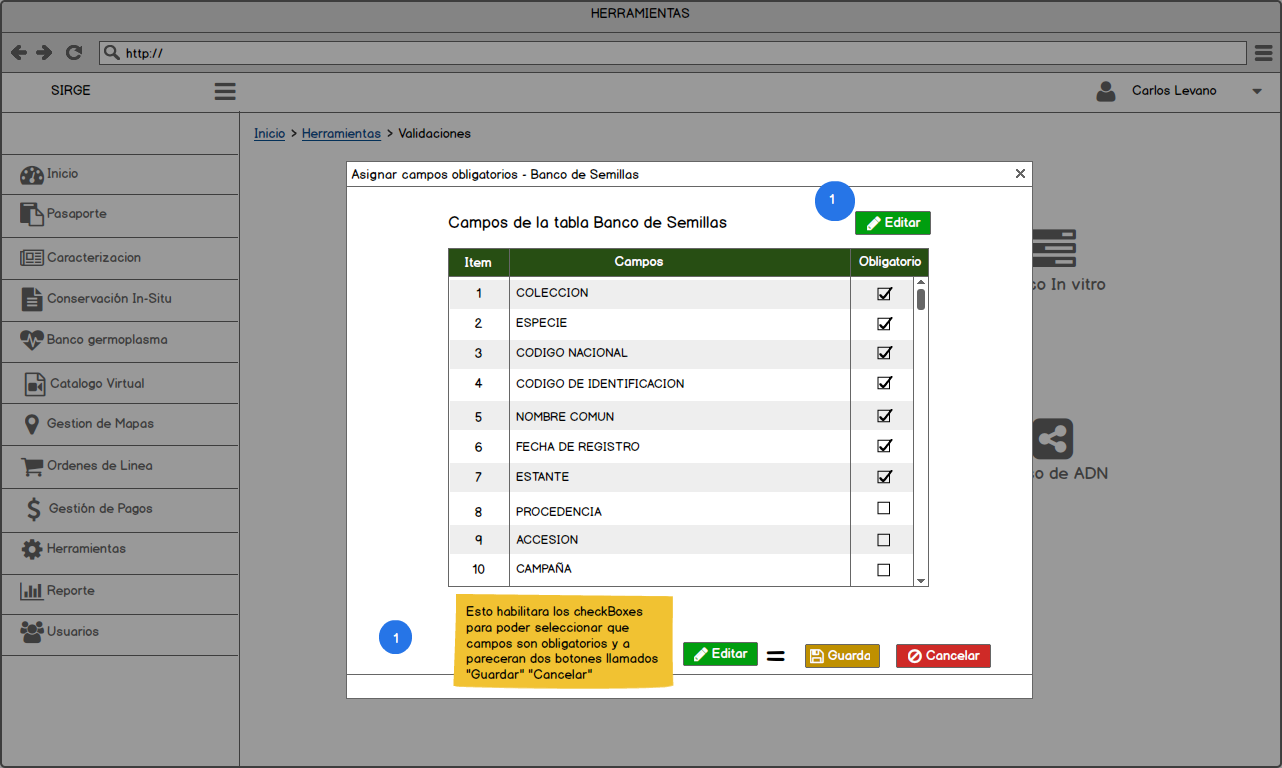 HERRAMIENTAS
http://
SIRGE
Carlos Levano
Inicio > Herramientas > Validaciones
Inicio
Pasaporte
Caracterizacion
Conservación In-Situ
Banco germoplasma
Catalogo Virtual
Gestion de Mapas
Ordenes de Linea
Gestión de Pagos
Herramientas
Reporte
Usuarios
Asignar campos obligatorios - Banco de Semillas
1
Campos de la tabla Banco de Semillas
Editar
Item Campos Obligatorio
1 COLECCION
2 ESPECIE
3 CODIGO NACIONAL
4 CODIGO DE IDENTIFICACION
5 NOMBRE COMUN
6 FECHA DE REGISTRO
7 ESTANTE
8 PROCEDENCIA
9 ACCESION
10 CAMPAÑA
1
Esto habilitara los checkBoxes
para poder seleccionar que
campos son obligatorios y a
pareceran dos botones llamados
"Guardar" "Cancelar"
Editar = Guarda Cancelar
In vitro
de ADN